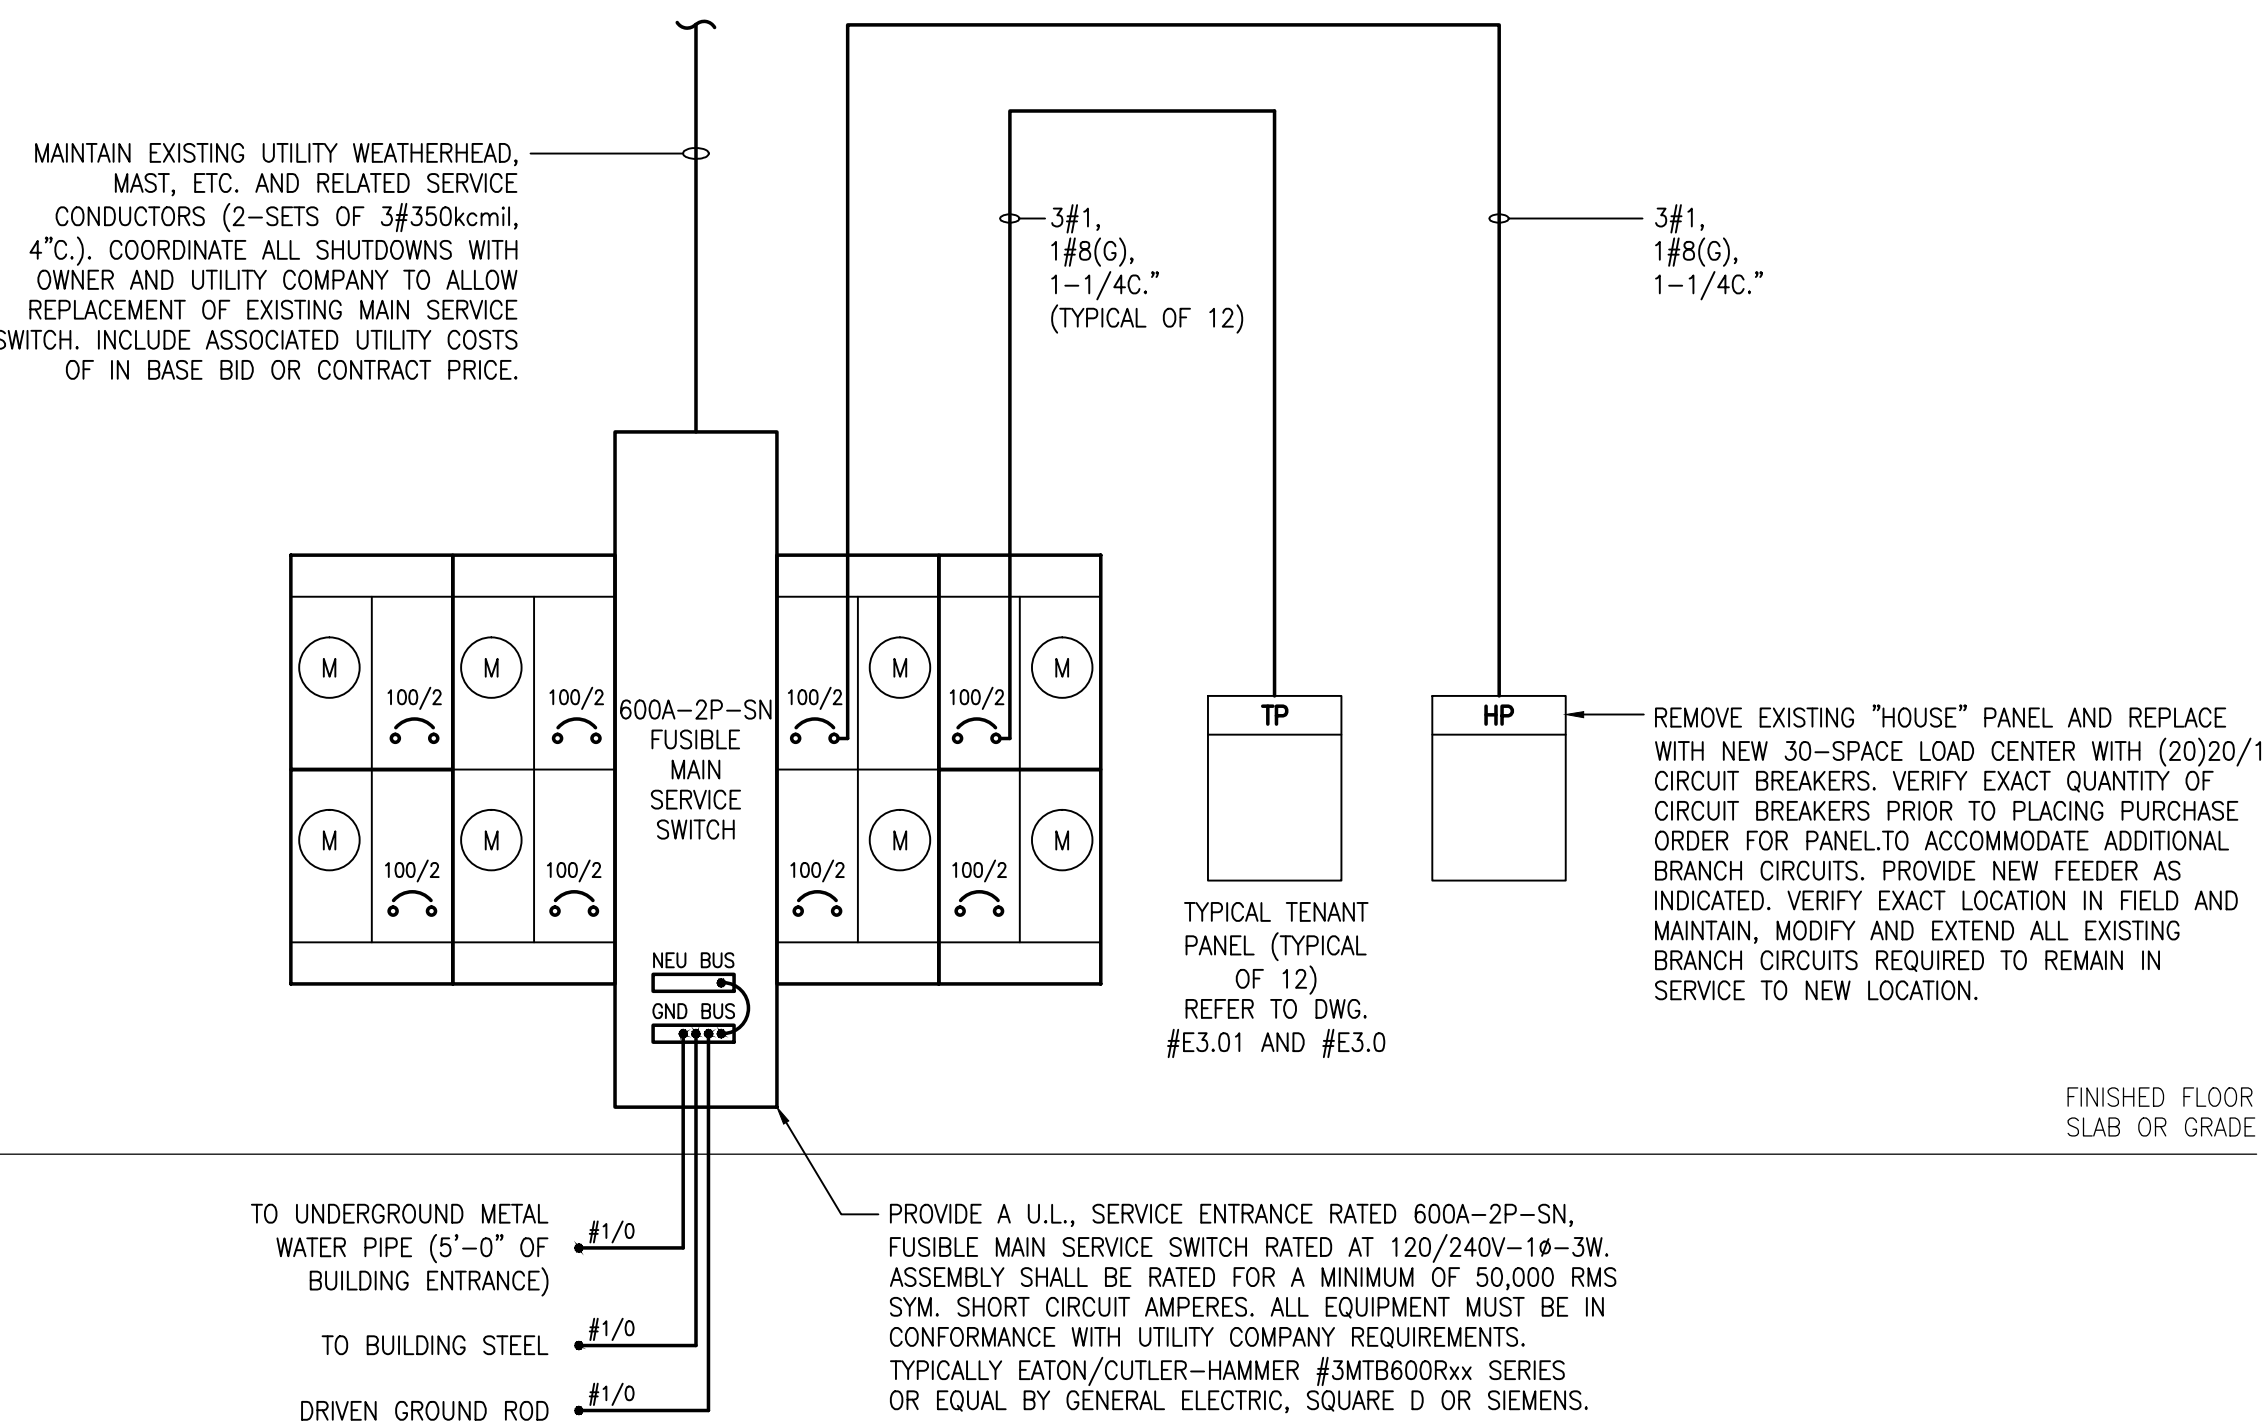 MAINTAIN EXISTING UTILITY WEATHERHEAD,
MAST, ETC. AND RELATED SERVICE
CONDUCTORS (2-SETS OF 3#350kcmil,
4"C.). COORDINATE ALL SHUTDOWNS WITH
OWNER AND UTILITY COMPANY TO ALLOW
REPLACEMENT OF EXISTING MAIN SERVICE
SWITCH. INCLUDE ASSOCIATED UTILITY COSTS
OF IN BASE BID OR CONTRACT PRICE.
3#1,
1#8(G),
1-1/4C."
(TYPICAL OF 12)
3#1,
1#8(G),
1-1/4C."
M
100/2
M
100/2
100/2
M
100/2
M
M
100/2
M
100/2
100/2
M
100/2
M
600A-2P-SN
FUSIBLE
MAIN
SERVICE
SWITCH
NEU BUS
GND BUS
TP
TYPICAL TENANT
PANEL (TYPICAL
OF 12)
REFER TO DWG.
#E3.01 AND #E3.0
HP
REMOVE EXISTING "HOUSE" PANEL AND REPLACE
WITH NEW 30-SPACE LOAD CENTER WITH (20)20/1
CIRCUIT BREAKERS. VERIFY EXACT QUANTITY OF
CIRCUIT BREAKERS PRIOR TO PLACING PURCHASE
ORDER FOR PANEL.TO ACCOMMODATE ADDITIONAL
BRANCH CIRCUITS. PROVIDE NEW FEEDER AS
INDICATED. VERIFY EXACT LOCATION IN FIELD AND
MAINTAIN, MODIFY AND EXTEND ALL EXISTING
BRANCH CIRCUITS REQUIRED TO REMAIN IN
SERVICE TO NEW LOCATION.
FINISHED FLOOR
SLAB OR GRADE
TO UNDERGROUND METAL
WATER PIPE (5'-0" OF
BUILDING ENTRANCE)
#1/0
TO BUILDING STEEL
#1/0
DRIVEN GROUND ROD
#1/0
PROVIDE A U.L., SERVICE ENTRANCE RATED 600A-2P-SN,
FUSIBLE MAIN SERVICE SWITCH RATED AT 120/240V-1ø-3W.
ASSEMBLY SHALL BE RATED FOR A MINIMUM OF 50,000 RMS
SYM. SHORT CIRCUIT AMPERES. ALL EQUIPMENT MUST BE IN
CONFORMANCE WITH UTILITY COMPANY REQUIREMENTS.
TYPICALLY EATON/CUTLER-HAMMER #3MTB600Rxx SERIES
OR EQUAL BY GENERAL ELECTRIC, SQUARE D OR SIEMENS.